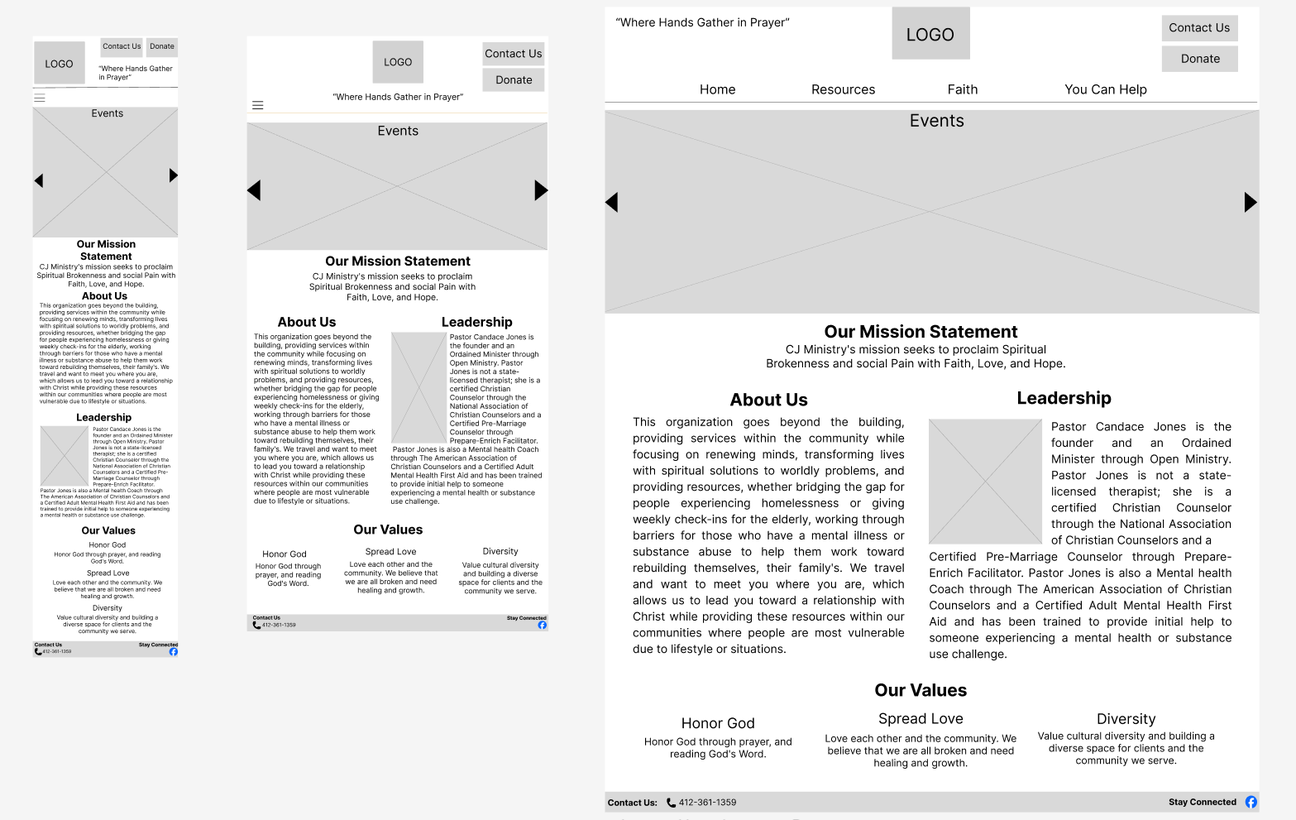 LOGO
Contact Us
Donate
“Where Hands Gather
in Prayer”
Events
Our Mission
Statement
CJ Ministry's mission seeks to proclaim
Spiritual Brokenness and social Pain with
Faith, Love, and Hope.
About Us
This organization goes beyond the building,
providing services within the community while
focusing on renewing minds, transforming lives
with spiritual solutions to worldly problems, and
providing resources, whether bridging the gap
for people experiencing homelessness or giving
weekly check-ins for the elderly, working
through barriers for those who have a mental
illness or substance abuse to help them work
toward rebuilding themselves, their family's. We
travel and want to meet you where you are,
which allows us to lead you toward a relationship
with Christ while providing these resources
within our communities where people are most
vulnerable due to lifestyle or situations.
Leadership
Pastor Candace Jones is the
founder and an Ordained Minister
through Open Ministry. Pastor
Jones is not a state-licensed
therapist; she is a certified
Christian Counselor through the
National Association of Christian
Counselors and a Certified Pre-
Marriage Counselor through
Prepare-Enrich Facilitator.
Pastor Jones is also a Mental health Coach through
The American Association of Christian Counselors and
a Certified Adult Mental Health First Aid and has been
trained to provide initial help to someone experiencing
a mental health or substance use challenge.
Our Values
Honor God
Honor God through prayer, and reading
God's Word.
Spread Love
Love each other and the community. We
believe that we are all broken and need
healing and growth.
Diversity
Value cultural diversity and building a
diverse space for clients and the
community we serve.
Contact Us
Stay Connected
412-361-1359
LOGO
Contact Us
Donate
“Where Hands Gather in Prayer”
Events
Our Mission Statement
CJ Ministry's mission seeks to proclaim
Spiritual Brokenness and social Pain with
Faith, Love, and Hope.
About Us
This organization goes beyond the
building, providing services within
the community while focusing on
renewing minds, transforming lives
with spiritual solutions to worldly
problems, and providing resources,
whether bridging the gap for people
experiencing homelessness or giving
weekly check-ins for the elderly,
working through barriers for those
who have a mental illness or
substance abuse to help them work
toward rebuilding themselves, their
family's. We travel and want to meet
you where you are, which allows us
to lead you toward a relationship
with Christ while providing these
resources within our communities
where people are most vulnerable
due to lifestyle or situations.
Leadership
Pastor Candace Jones is
the founder and an
Ordained Minister through
Open Ministry. Pastor
Jones is not a state-
licensed therapist; she is a
certified Christian
Counselor through the
National Association of
Christian Counselors and a
Certified Pre-Marriage
Counselor through
Prepare-Enrich Facilitator.
Pastor Jones is also a Mental health Coach
through The American Association of
Christian Counselors and a Certified Adult
Mental Health First Aid and has been trained
to provide initial help to someone
experiencing a mental health or substance
use challenge.
Our Values
Honor God
Honor God through
prayer, and reading
God's Word.
Spread Love
Love each other and the
community. We believe that
we are all broken and need
healing and growth.
Diversity
Value cultural diversity
and building a diverse
space for clients and the
community we serve.
Contact Us
Stay Connected
412-361-1359
“Where Hands Gather in Prayer”
LOGO
Contact Us
Donate
Home Resources Faith You Can Help
Events
Our Mission Statement
CJ Ministry's mission seeks to proclaim Spiritual
Brokenness and social Pain with Faith, Love, and Hope.
About Us
This organization goes beyond the building,
providing services within the community while
focusing on renewing minds, transforming lives
with spiritual solutions to worldly problems, and
providing resources, whether bridging the gap for
people experiencing homelessness or giving
weekly check-ins for the elderly, working through
barriers for those who have a mental illness or
substance abuse to help them work toward
rebuilding themselves, their family's. We travel
and want to meet you where you are, which
allows us to lead you toward a relationship with
Christ while providing these resources within our
communities where people are most vulnerable
due to lifestyle or situations.
Leadership
Pastor Candace Jones is the
founder and an Ordained
Minister through Open Ministry.
Pastor Jones is not a state-
licensed therapist; she is a
certified Christian Counselor
through the National Association
of Christian Counselors and a
Certified Pre-Marriage Counselor through Prepare-
Enrich Facilitator. Pastor Jones is also a Mental health
Coach through The American Association of Christian
Counselors and a Certified Adult Mental Health First
Aid and has been trained to provide initial help to
someone experiencing a mental health or substance
use challenge.
Our Values
Honor God
Honor God through prayer, and
reading God's Word.
Spread Love
Love each other and the community. We
believe that we are all broken and need
healing and growth.
Diversity
Value cultural diversity and building a
diverse space for clients and the
community we serve.
Contact Us: 412-361-1359
Stay Connected